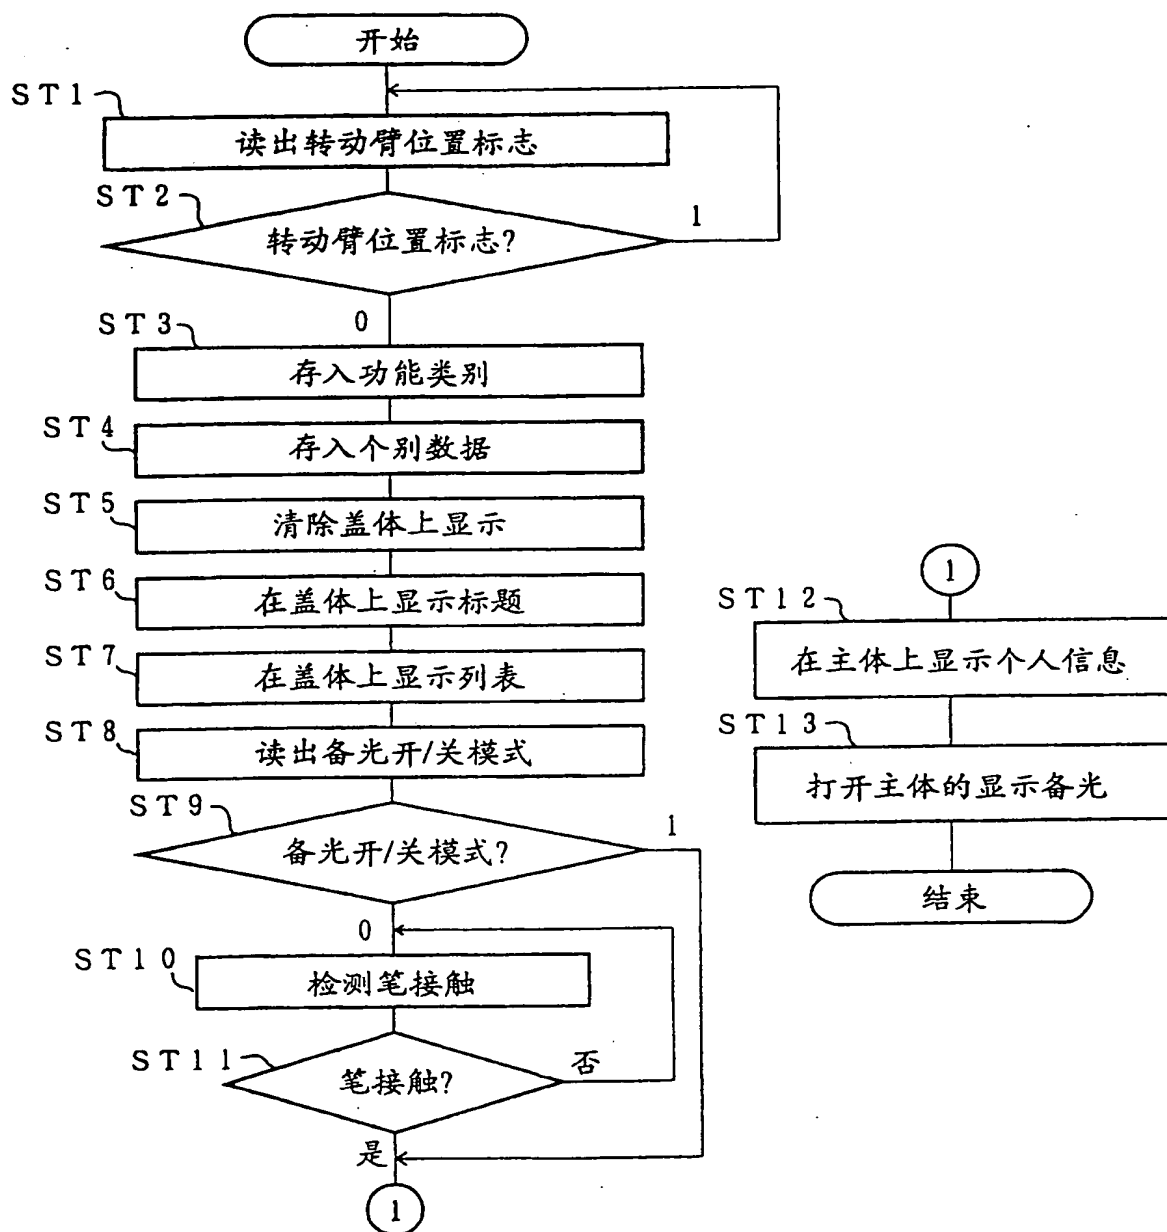 开始
ST1
读出转动臂位置标志
ST2
转动臂位置标志?
1
0
ST3
存入功能类别
ST4
存入个别数据
ST5
清除盖体上显示
ST6
在盖体上显示标题
ST7
在盖体上显示列表
ST8
读出备光开/关模式
ST9
备光开/关模式?
1
0
ST10
检测笔接触
ST11
笔接触?
否
是
1
1
ST12
在主体上显示个人信息
ST13
打开主体的显示备光
结束